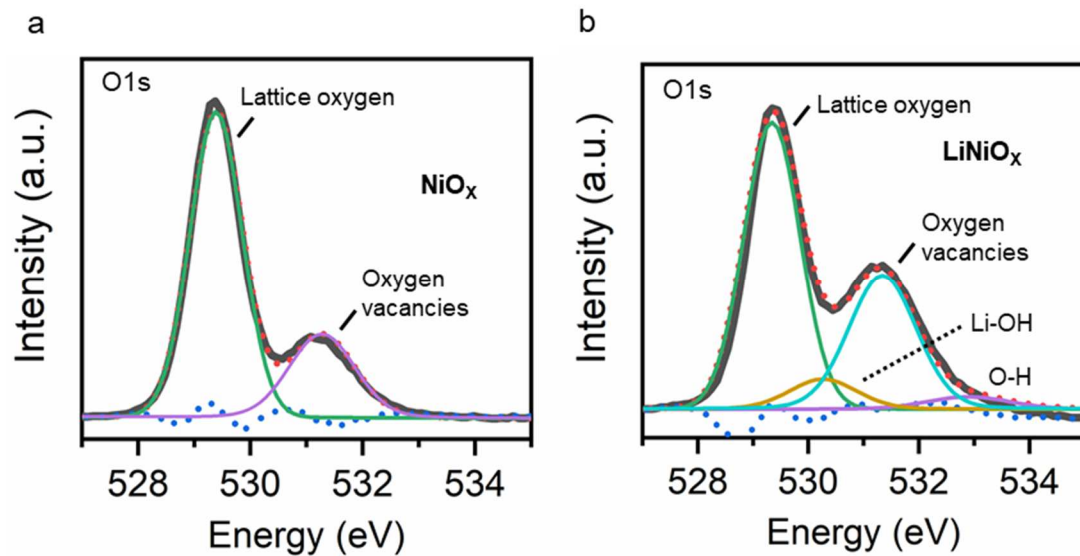 a
O1s
Lattice oxygen
NiOₓ
Oxygen
vacancies
Intensity (a.u.)
528 530 532 534
Energy (eV)
b
O1s
Lattice oxygen
LiNiOₓ
Oxygen
vacancies
Li-OH
O-H
Intensity (a.u.)
528 530 532 534
Energy (eV)